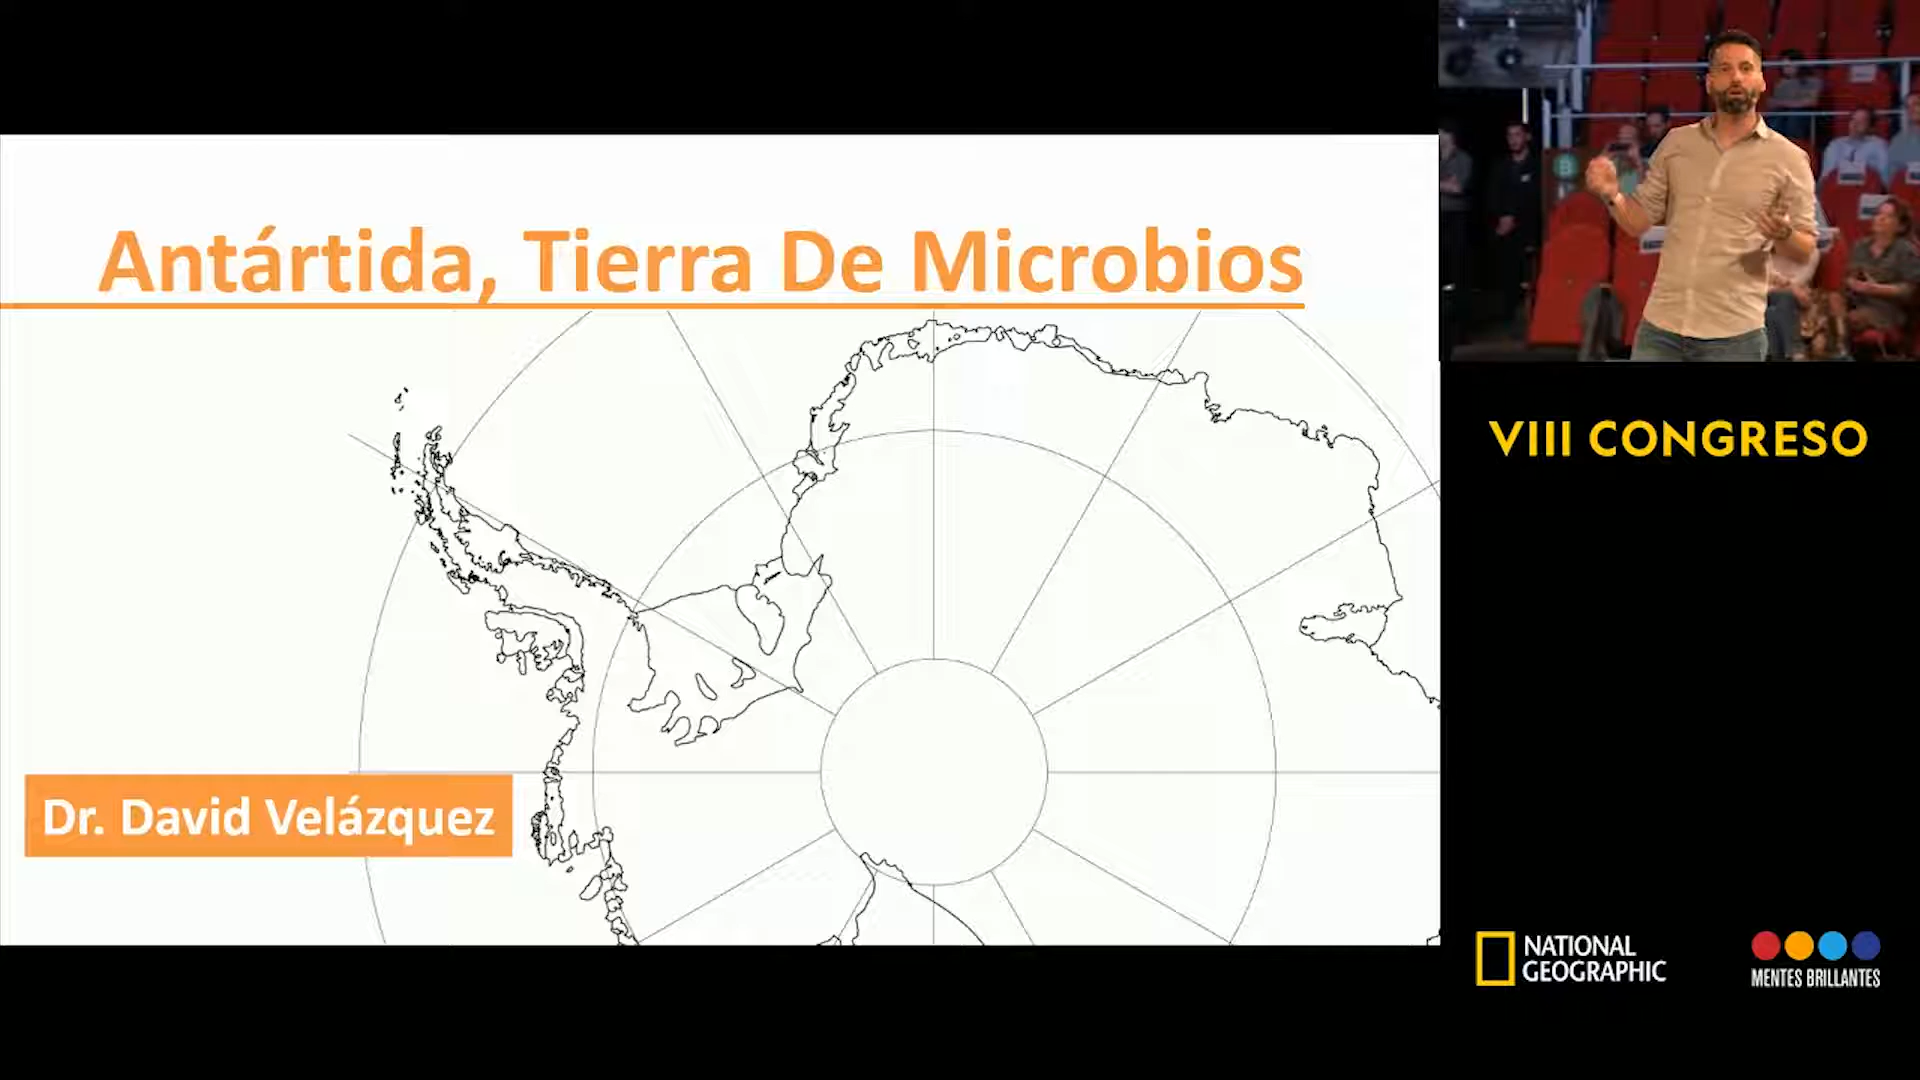 Antártida, Tierra De Microbios
Dr. David Velázquez
VIII CONGRESO
NATIONAL
GEOGRAPHIC
MENTES BRILLANTES